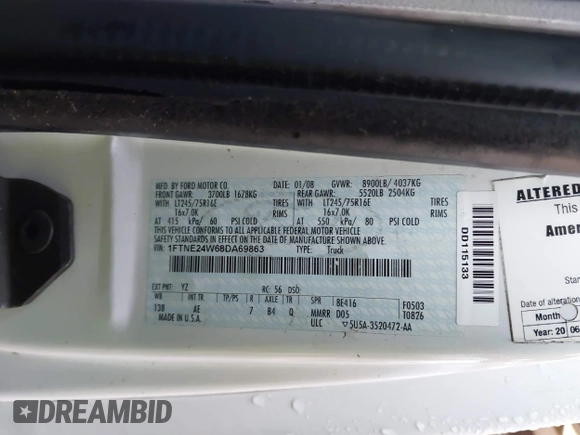 MFD. BY FORD MOTOR CO.
01/08 GVWR: 8900LB/ 4037KG
FRONT GAWR: 3700LB 1678KG
REAR GAWR: 5520LB 2504KG
WITH LT245/75R16E TIRES
WITH LT245/75R16E TIRES
16x7.0K RIMS
16x7.0K RIMS
AT 415 kPa/ 60 PSI COLD
AT 550 kPa/ 80 PSI COLD
THIS VEHICLE CONFORMS TO ALL APPLICABLE FEDERAL MOTOR VEHICLE
SAFETY STANDARDS IN EFFECT ON THE DATE OF MANUFACTURE SHOWN ABOVE.
VIN: 1FTNE24W68DA69863
TYPE: Truck
EXT PNT: YZ RC: 56 DSO:
WB INT TR TP/PS R AXLE TR SPR 8E416 F0503
138 AE 7 B4 Q MMRR D05 T0826
MADE IN U.S.A.
ULC ▽5U5A-3520472-AA
DD115133
ALTERED
This
Amer
Star
Date of alteration
Month
Year: 20 06
DREAMBID